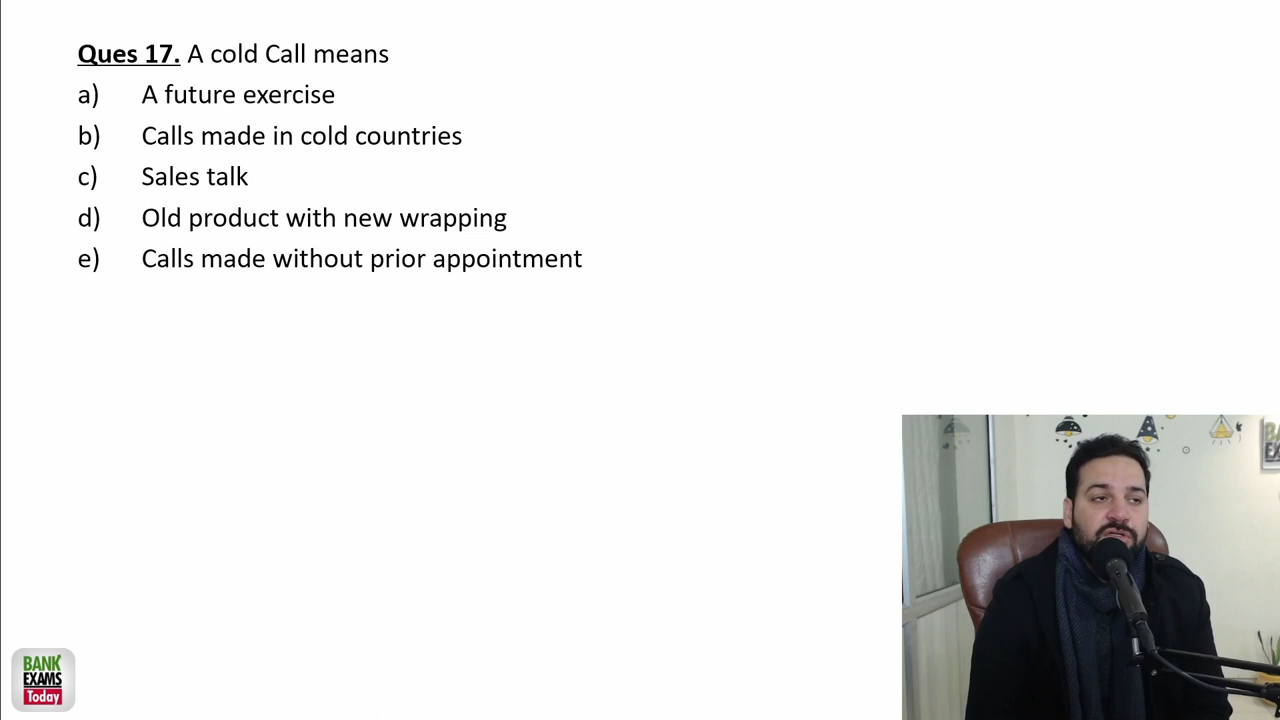 Ques 17. A cold Call means
a) A future exercise
b) Calls made in cold countries
c) Sales talk
d) Old product with new wrapping
e) Calls made without prior appointment
BANK
EXAMS
Today